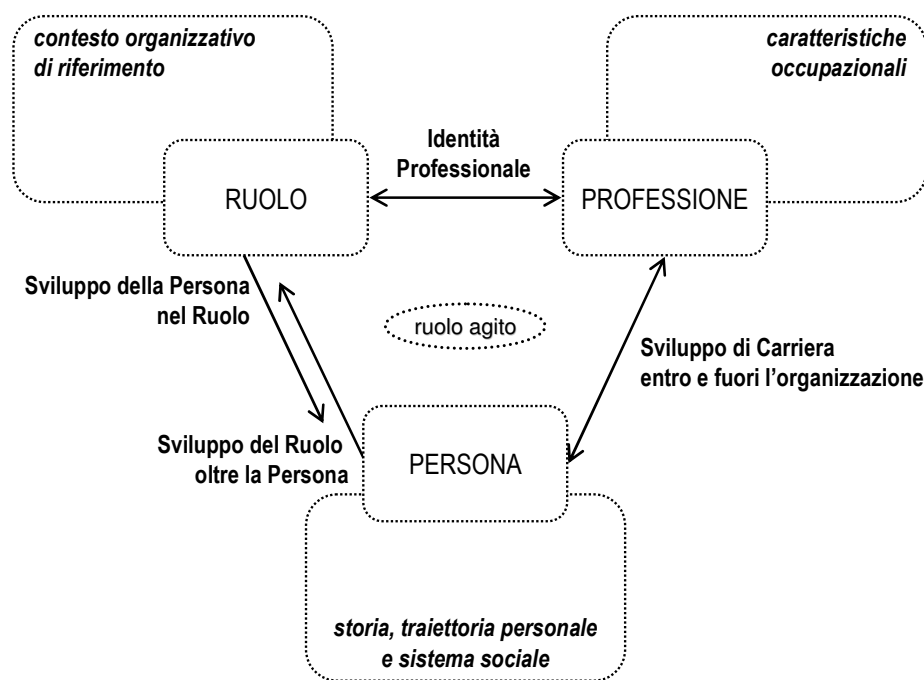 contesto organizzativo
di riferimento
caratteristiche
occupazionali
Identità
Professionale
RUOLO
PROFESSIONE
Sviluppo della Persona
nel Ruolo
ruolo agito
Sviluppo di Carriera
entro e fuori l'organizzazione
Sviluppo del Ruolo
oltre la Persona
PERSONA
storia, traiettoria personale
e sistema sociale